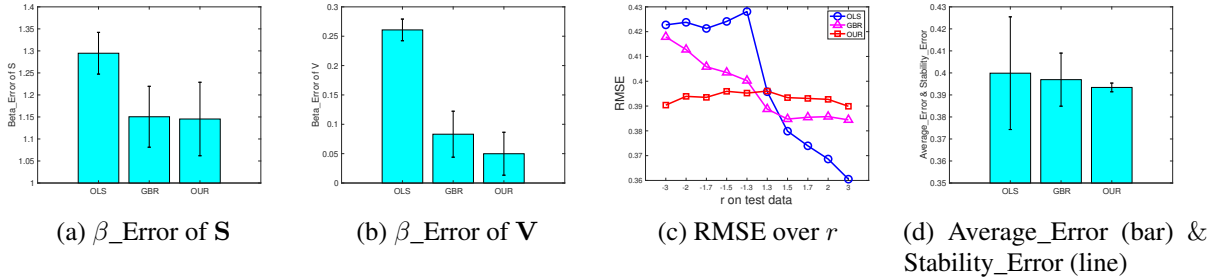 Beta_Error of S
1.4
1.35
1.3
1.25
1.2
1.15
1.1
1.05
1
OLS GBR OUR
(a) β_Error of S
Beta_Error of V
0.3
0.25
0.2
0.15
0.1
0.05
0
OLS GBR OUR
(b) β_Error of V
RMSE
0.43
0.42
0.41
0.4
0.39
0.38
0.37
0.36
OLS
GBR
OUR
-3 -2 -1.7 -1.5 -1.3 1.3 1.5 1.7 2 3
r on test data
(c) RMSE over r
Average_Error & Stability_Error
0.43
0.42
0.41
0.4
0.39
0.38
0.37
0.36
0.35
OLS GBR OUR
(d) Average_Error (bar) &
Stability_Error (line)